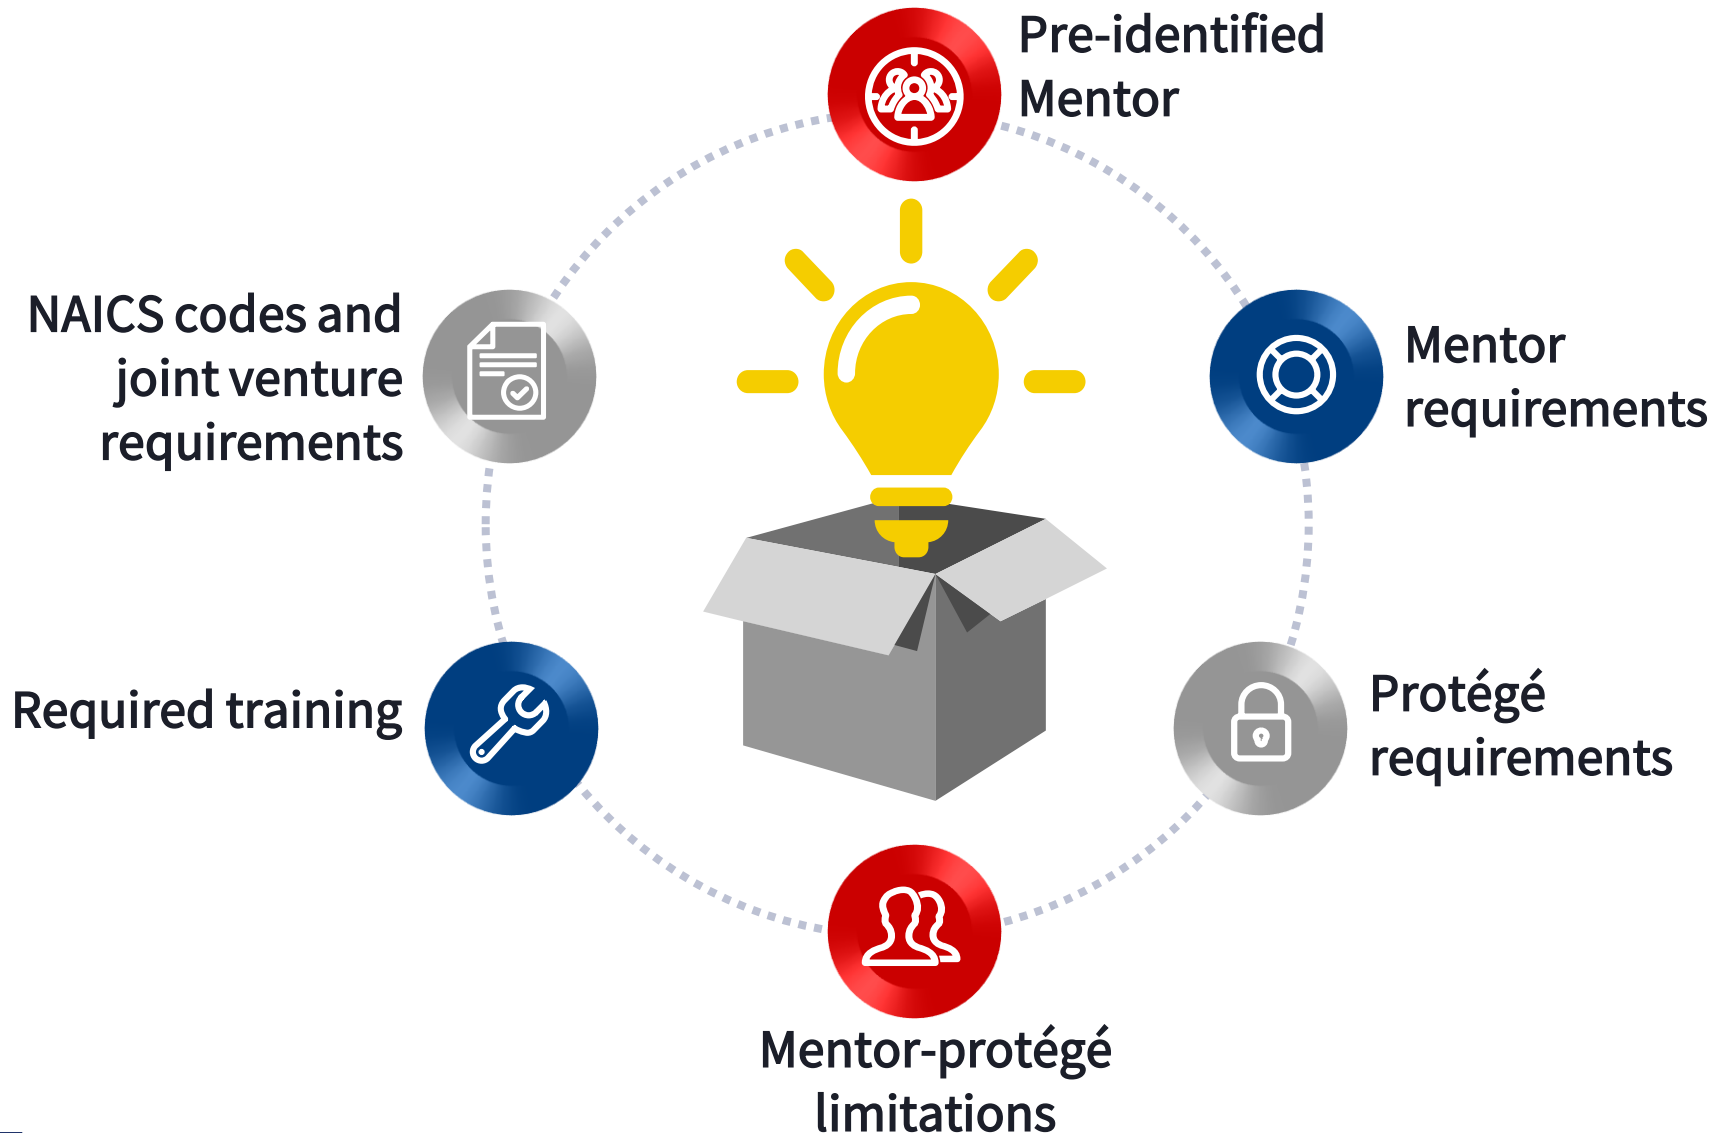 Pre-identified
Mentor
Mentor
requirements
Protégé
requirements
Mentor-protégé
limitations
Required training
NAICS codes and
joint venture
requirements